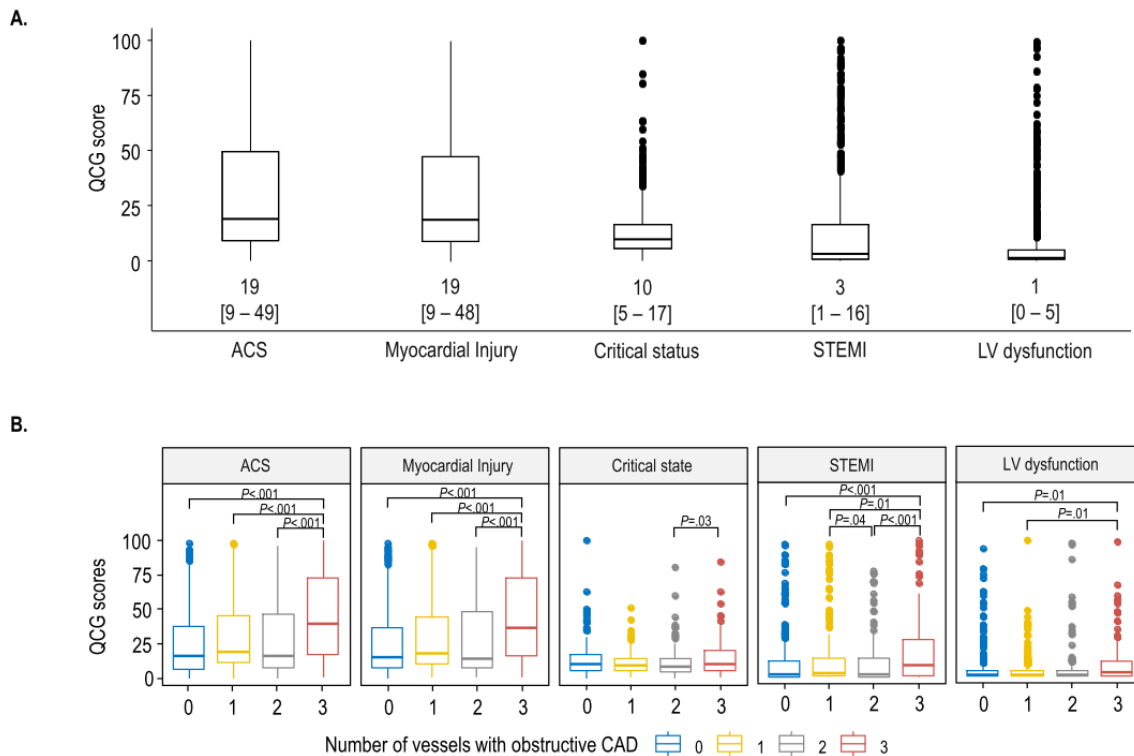 A.
100
75
50
25
0
QCG score
19 19 10 3 1
[9 – 49] [9 – 48] [5 – 17] [1 – 16] [0 – 5]
ACS Myocardial Injury Critical status STEMI LV dysfunction
B.
ACS Myocardial Injury Critical state STEMI LV dysfunction
P<.001 P<.001 P<.001 P=.01
P<.001 P<.001 P=.01 P=.01
P<.001 P<.001 P=.03 P=.04 P<.001
100
75
50
25
0
QCG scores
0 1 2 3 0 1 2 3 0 1 2 3 0 1 2 3 0 1 2 3
Number of vessels with obstructive CAD 0 1 2 3